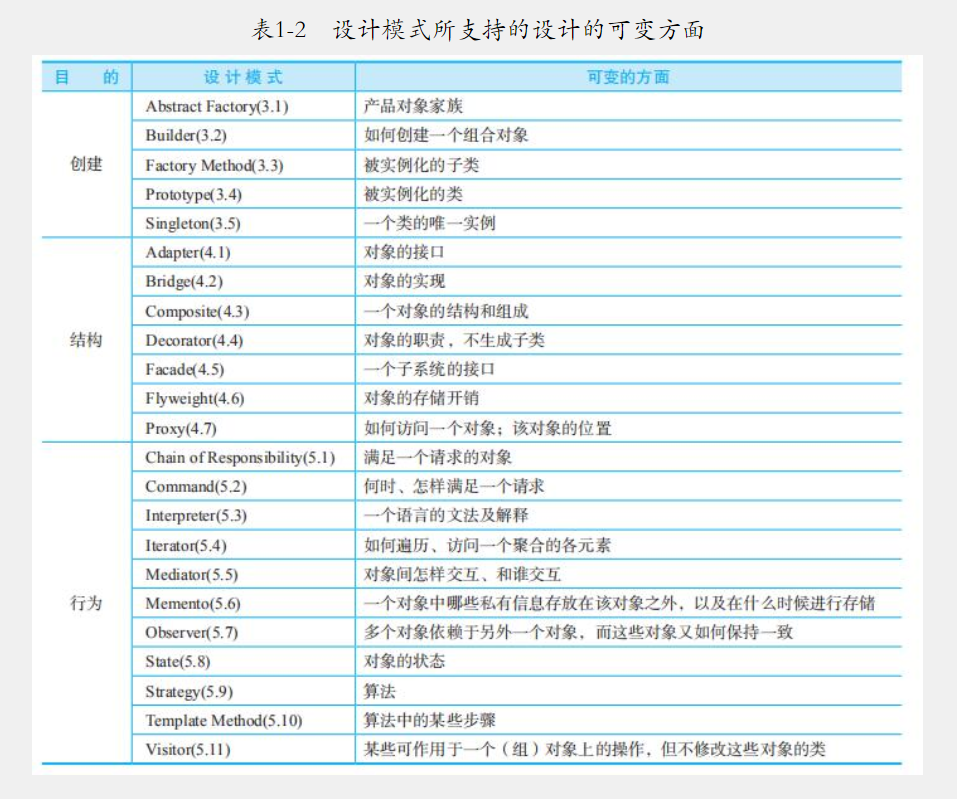 表1-2 设计模式所支持的设计的可变方面
目 的 设 计 模 式 可变的方面
Abstract Factory(3.1) 产品对象家族
Builder(3.2) 如何创建一个组合对象
创建 Factory Method(3.3) 被实例化的子类
Prototype(3.4) 被实例化的类
Singleton(3.5) 一个类的唯一实例
Adapter(4.1) 对象的接口
Bridge(4.2) 对象的实现
Composite(4.3) 一个对象的结构和组成
结构 Decorator(4.4) 对象的职责，不生成子类
Facade(4.5) 一个子系统的接口
Flyweight(4.6) 对象的存储开销
Proxy(4.7) 如何访问一个对象；该对象的位置
Chain of Responsibility(5.1) 满足一个请求的对象
Command(5.2) 何时、怎样满足一个请求
Interpreter(5.3) 一个语言的文法及解释
Iterator(5.4) 如何遍历、访问一个聚合的各元素
Mediator(5.5) 对象间怎样交互、和谁交互
行为 Memento(5.6) 一个对象中哪些私有信息存放在该对象之外，以及在什么时候进行存储
Observer(5.7) 多个对象依赖于另外一个对象，而这些对象又如何保持一致
State(5.8) 对象的状态
Strategy(5.9) 算法
Template Method(5.10) 算法中的某些步骤
Visitor(5.11) 某些可作用于一个（组）对象上的操作，但不修改这些对象的类